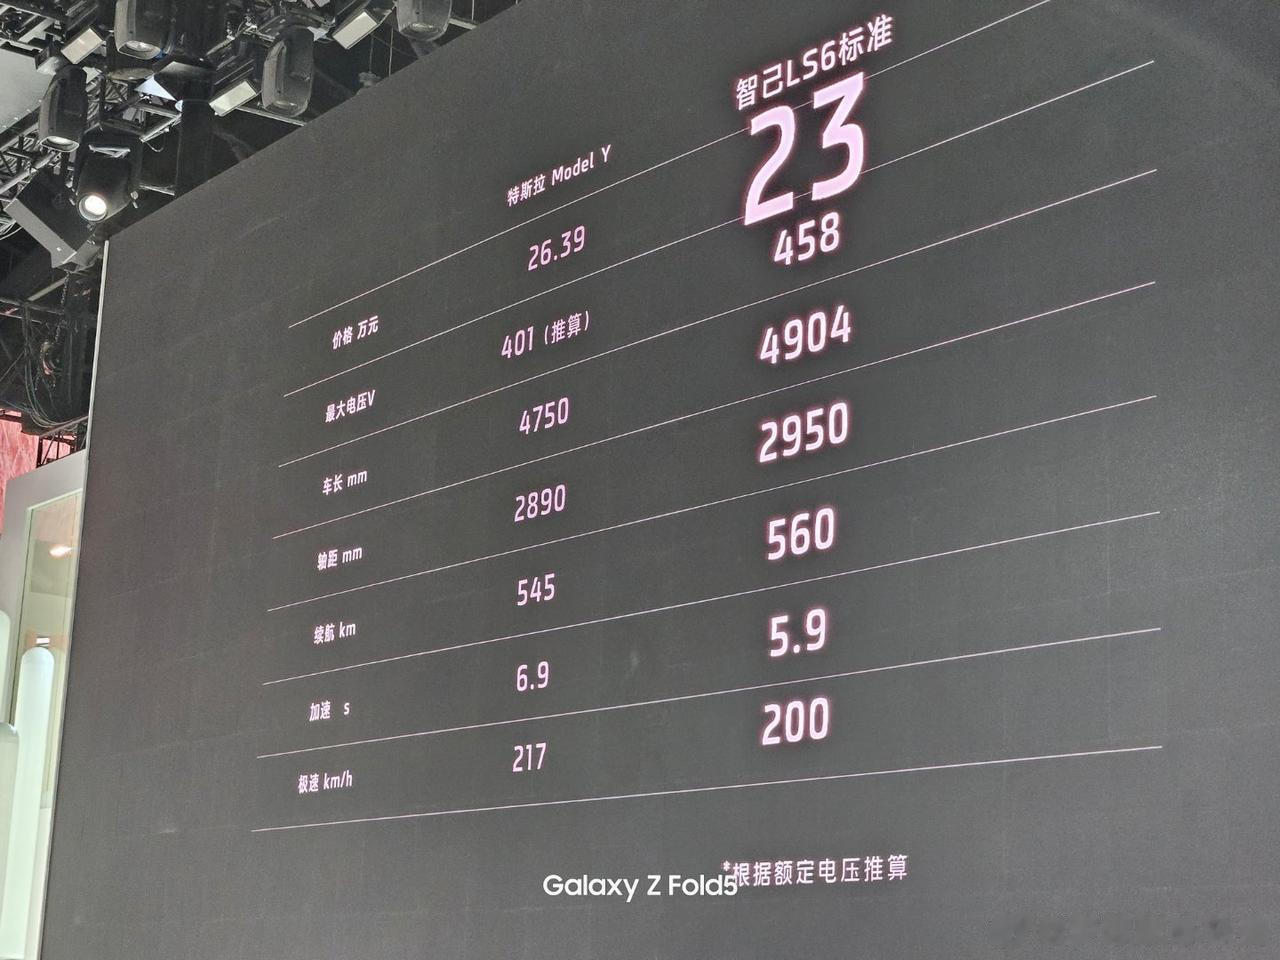 智己LS6标准
特斯拉 Model Y
价格 万元 26.39 23
最大电压V 401（推算） 458
车长 mm 4750 4904
轴距 mm 2890 2950
续航 km 545 560
加速 s 6.9 5.9
极速 km/h 217 200
*根据额定电压推算
Galaxy Z Fold5